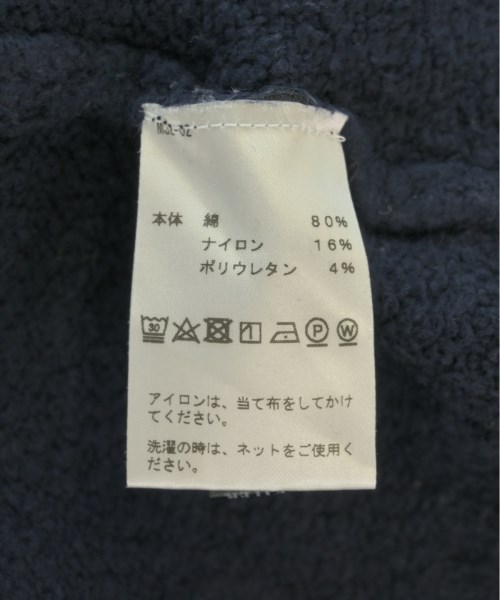 本体 綿 80%
ナイロン 16%
ポリウレタン 4%
30 P W
アイロンは、当て布をしてかけ
てください。
洗濯の時は、ネットをご使用く
ださい。